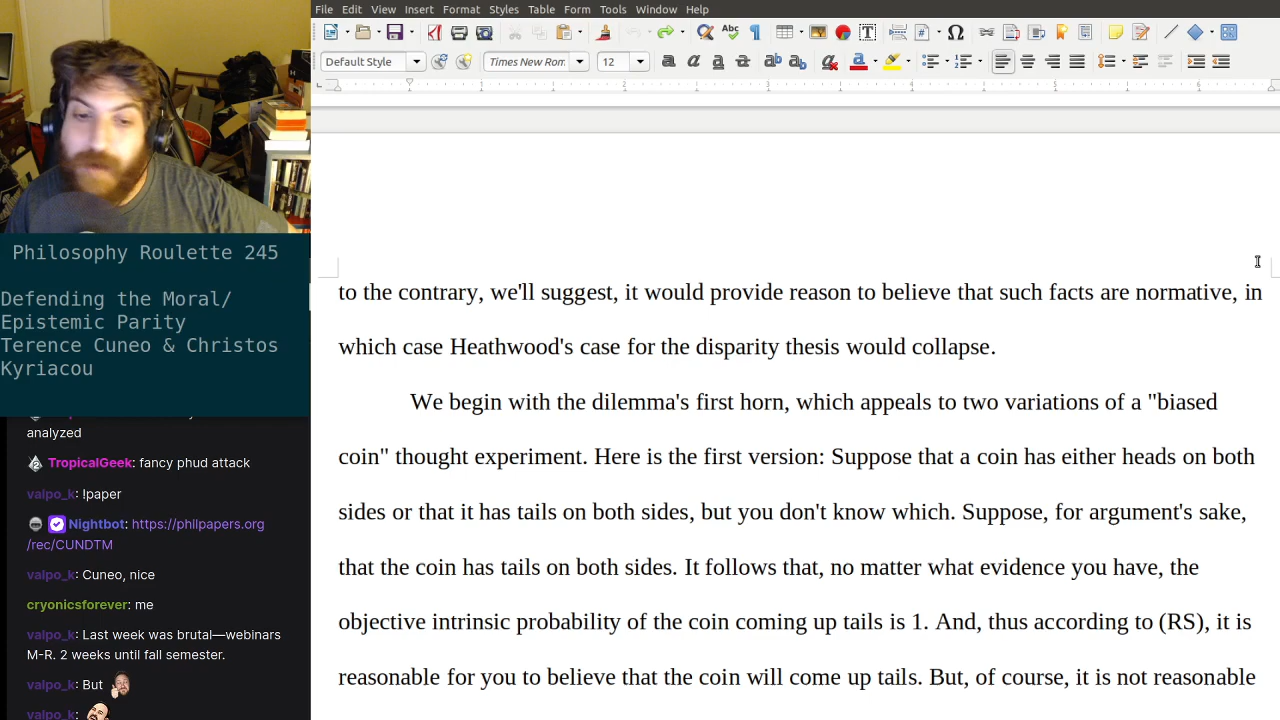 File Edit View Insert Format Styles Table Form Tools Window Help
Default Style Times New Rom 12
Philosophy Roulette 245
Defending the Moral/
Epistemic Parity
Terence Cuneo & Christos
Kyriacou
analyzed
TropicalGeek: fancy phud attack
valpo_k: !paper
Nightbot: https://philpapers.org
/rec/CUNDTM
valpo_k: Cuneo, nice
cryonicsforever: me
valpo_k: Last week was brutal—webinars
M-R. 2 weeks until fall semester.
valpo_k: But
valpo_k:
to the contrary, we'll suggest, it would provide reason to believe that such facts are normative, in
which case Heathwood's case for the disparity thesis would collapse.
We begin with the dilemma's first horn, which appeals to two variations of a "biased
coin" thought experiment. Here is the first version: Suppose that a coin has either heads on both
sides or that it has tails on both sides, but you don't know which. Suppose, for argument's sake,
that the coin has tails on both sides. It follows that, no matter what evidence you have, the
objective intrinsic probability of the coin coming up tails is 1. And, thus according to (RS), it is
reasonable for you to believe that the coin will come up tails. But, of course, it is not reasonable